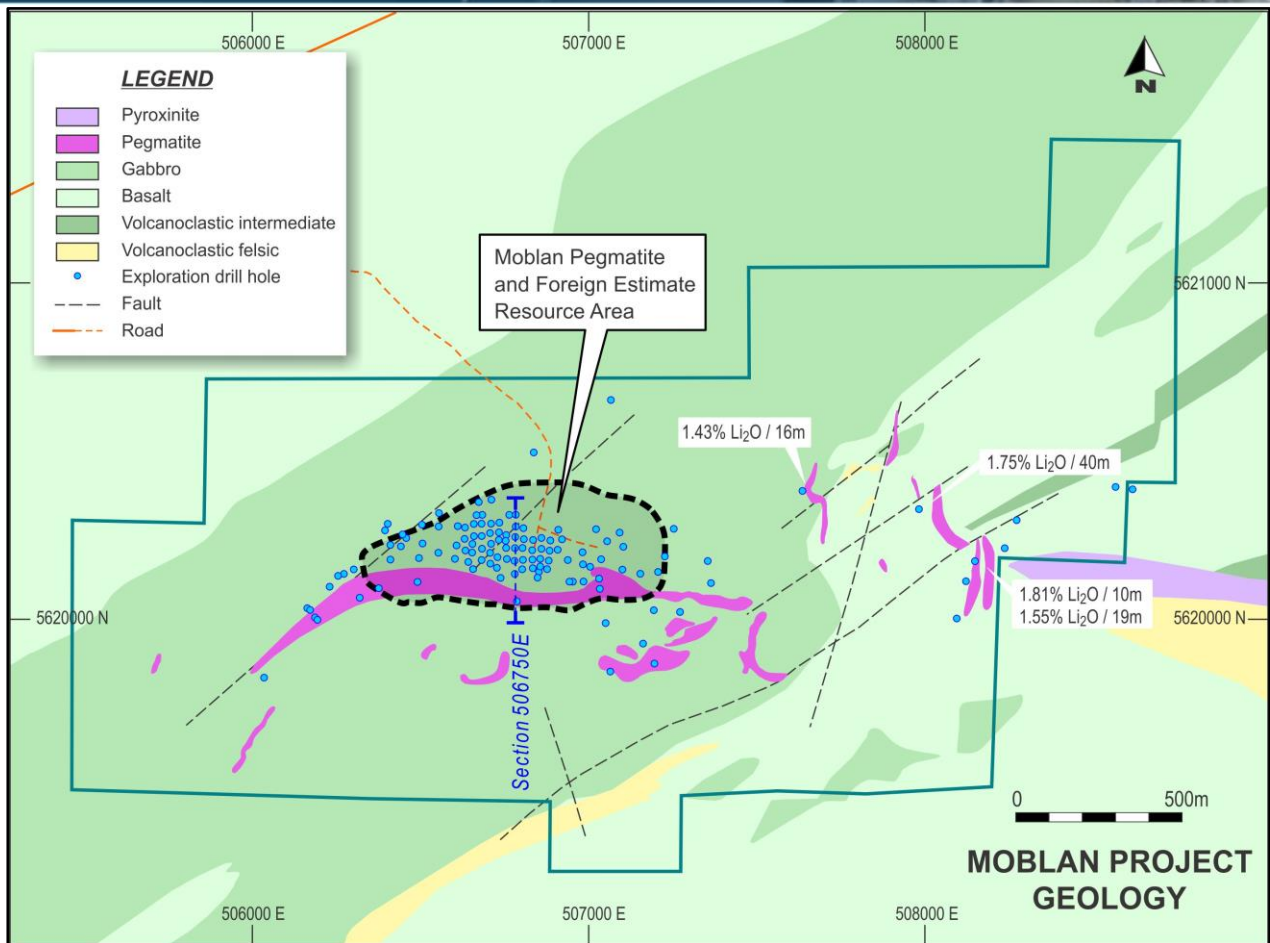 506000 E
507000 E
508000 E
LEGEND
Pyroxinite
Pegmatite
Gabbro
Basalt
Volcanoclastic intermediate
Volcanoclastic felsic
Exploration drill hole
Fault
Road
N
Moblan Pegmatite
and Foreign Estimate
Resource Area
5621000 N
1.43% Li₂O / 16m
1.75% Li₂O / 40m
1.81% Li₂O / 10m
1.55% Li₂O / 19m
5620000 N
5620000 N
Section 506750E
0 500m
MOBLAN PROJECT
GEOLOGY
506000 E
507000 E
508000 E